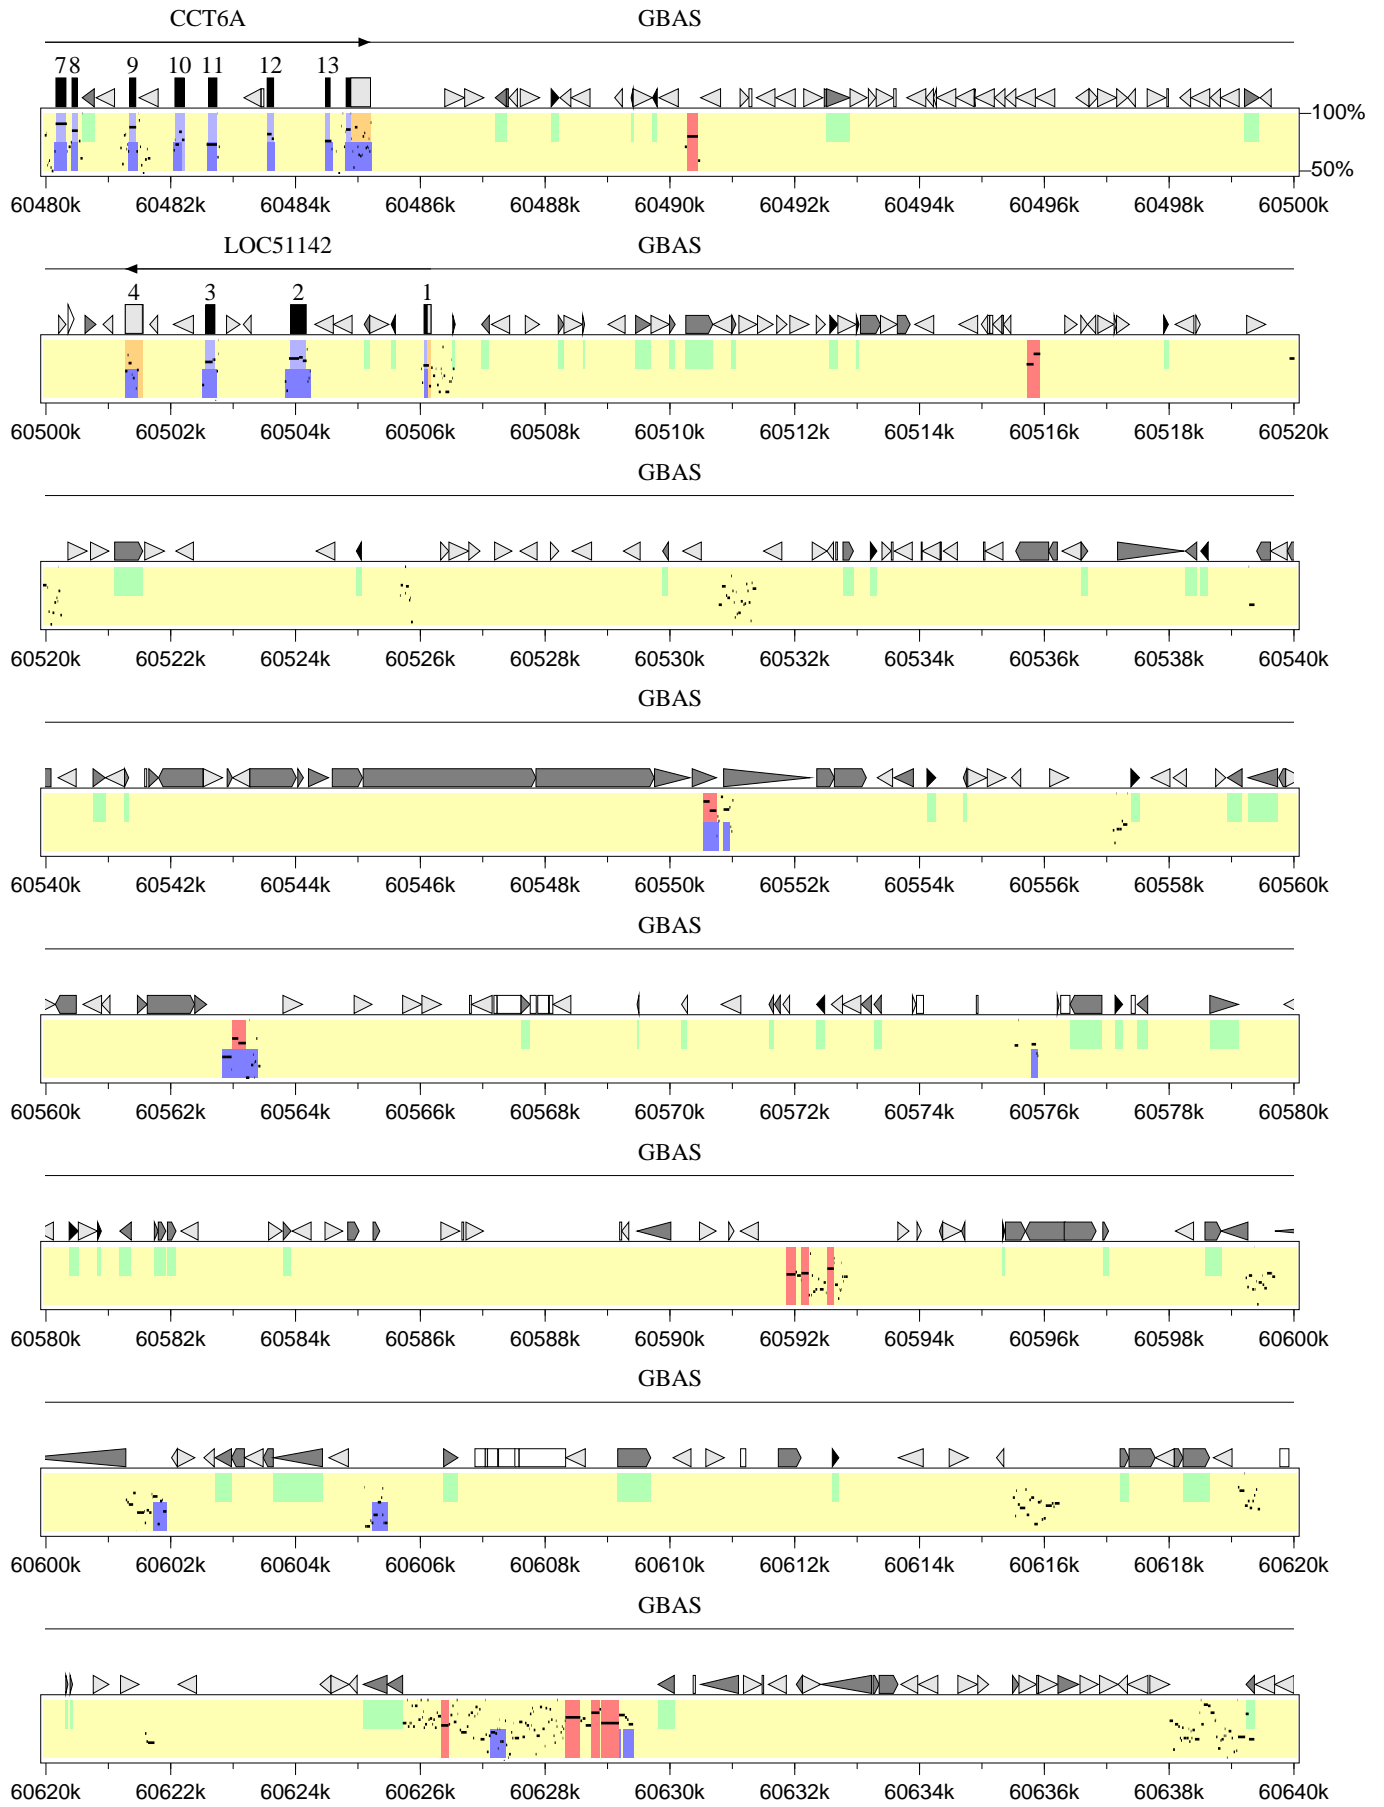 CCT6A GBAS
7 8 9 10 11 12 13
100%
50%
60480k 60482k 60484k 60486k 60488k 60490k 60492k 60494k 60496k 60498k 60500k
LOC51142 GBAS
4 3 2 1
60500k 60502k 60504k 60506k 60508k 60510k 60512k 60514k 60516k 60518k 60520k
GBAS
60520k 60522k 60524k 60526k 60528k 60530k 60532k 60534k 60536k 60538k 60540k
GBAS
60540k 60542k 60544k 60546k 60548k 60550k 60552k 60554k 60556k 60558k 60560k
GBAS
60560k 60562k 60564k 60566k 60568k 60570k 60572k 60574k 60576k 60578k 60580k
GBAS
60580k 60582k 60584k 60586k 60588k 60590k 60592k 60594k 60596k 60598k 60600k
GBAS
60600k 60602k 60604k 60606k 60608k 60610k 60612k 60614k 60616k 60618k 60620k
GBAS
60620k 60622k 60624k 60626k 60628k 60630k 60632k 60634k 60636k 60638k 60640k